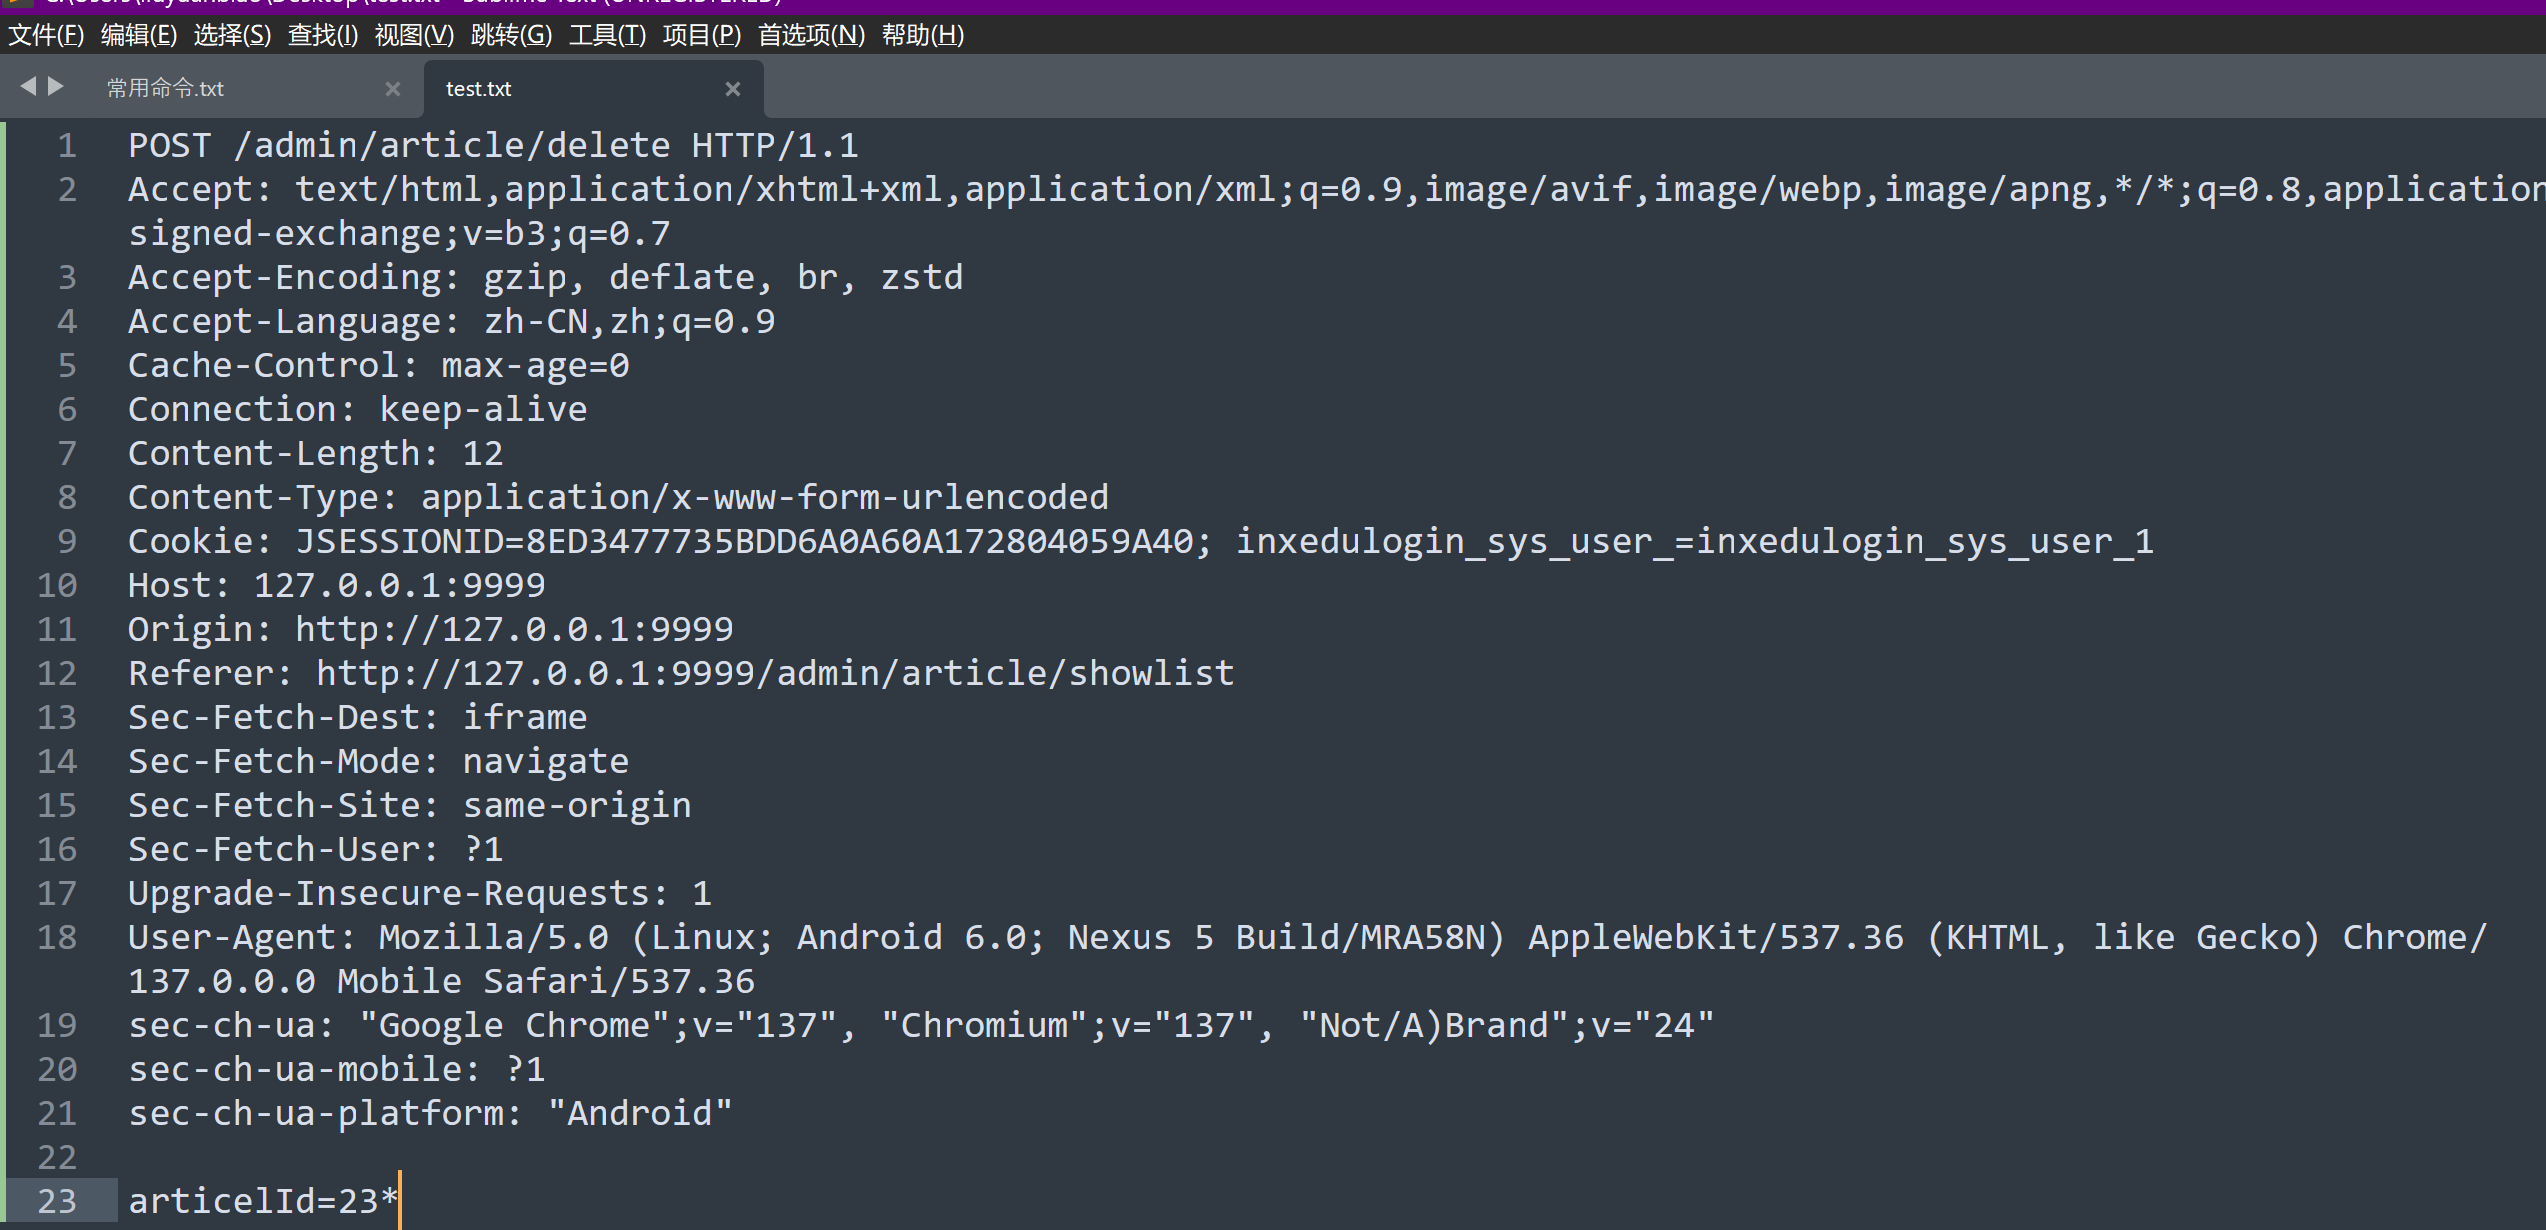 文件(F) 编辑(E) 选择(S) 查找(I) 视图(V) 跳转(G) 工具(T) 项目(P) 首选项(N) 帮助(H)
常用命令.txt × test.txt ×
1 POST /admin/article/delete HTTP/1.1
2 Accept: text/html,application/xhtml+xml,application/xml;q=0.9,image/avif,image/webp,image/apng,*/*;q=0.8,application
signed-exchange;v=b3;q=0.7
3 Accept-Encoding: gzip, deflate, br, zstd
4 Accept-Language: zh-CN,zh;q=0.9
5 Cache-Control: max-age=0
6 Connection: keep-alive
7 Content-Length: 12
8 Content-Type: application/x-www-form-urlencoded
9 Cookie: JSESSIONID=8ED3477735BDD6A0A60A172804059A40; inxedulogin_sys_user_=inxedulogin_sys_user_1
10 Host: 127.0.0.1:9999
11 Origin: http://127.0.0.1:9999
12 Referer: http://127.0.0.1:9999/admin/article/showlist
13 Sec-Fetch-Dest: iframe
14 Sec-Fetch-Mode: navigate
15 Sec-Fetch-Site: same-origin
16 Sec-Fetch-User: ?1
17 Upgrade-Insecure-Requests: 1
18 User-Agent: Mozilla/5.0 (Linux; Android 6.0; Nexus 5 Build/MRA58N) AppleWebKit/537.36 (KHTML, like Gecko) Chrome/
137.0.0.0 Mobile Safari/537.36
19 sec-ch-ua: "Google Chrome";v="137", "Chromium";v="137", "Not/A)Brand";v="24"
20 sec-ch-ua-mobile: ?1
21 sec-ch-ua-platform: "Android"
22
23 articelId=23*